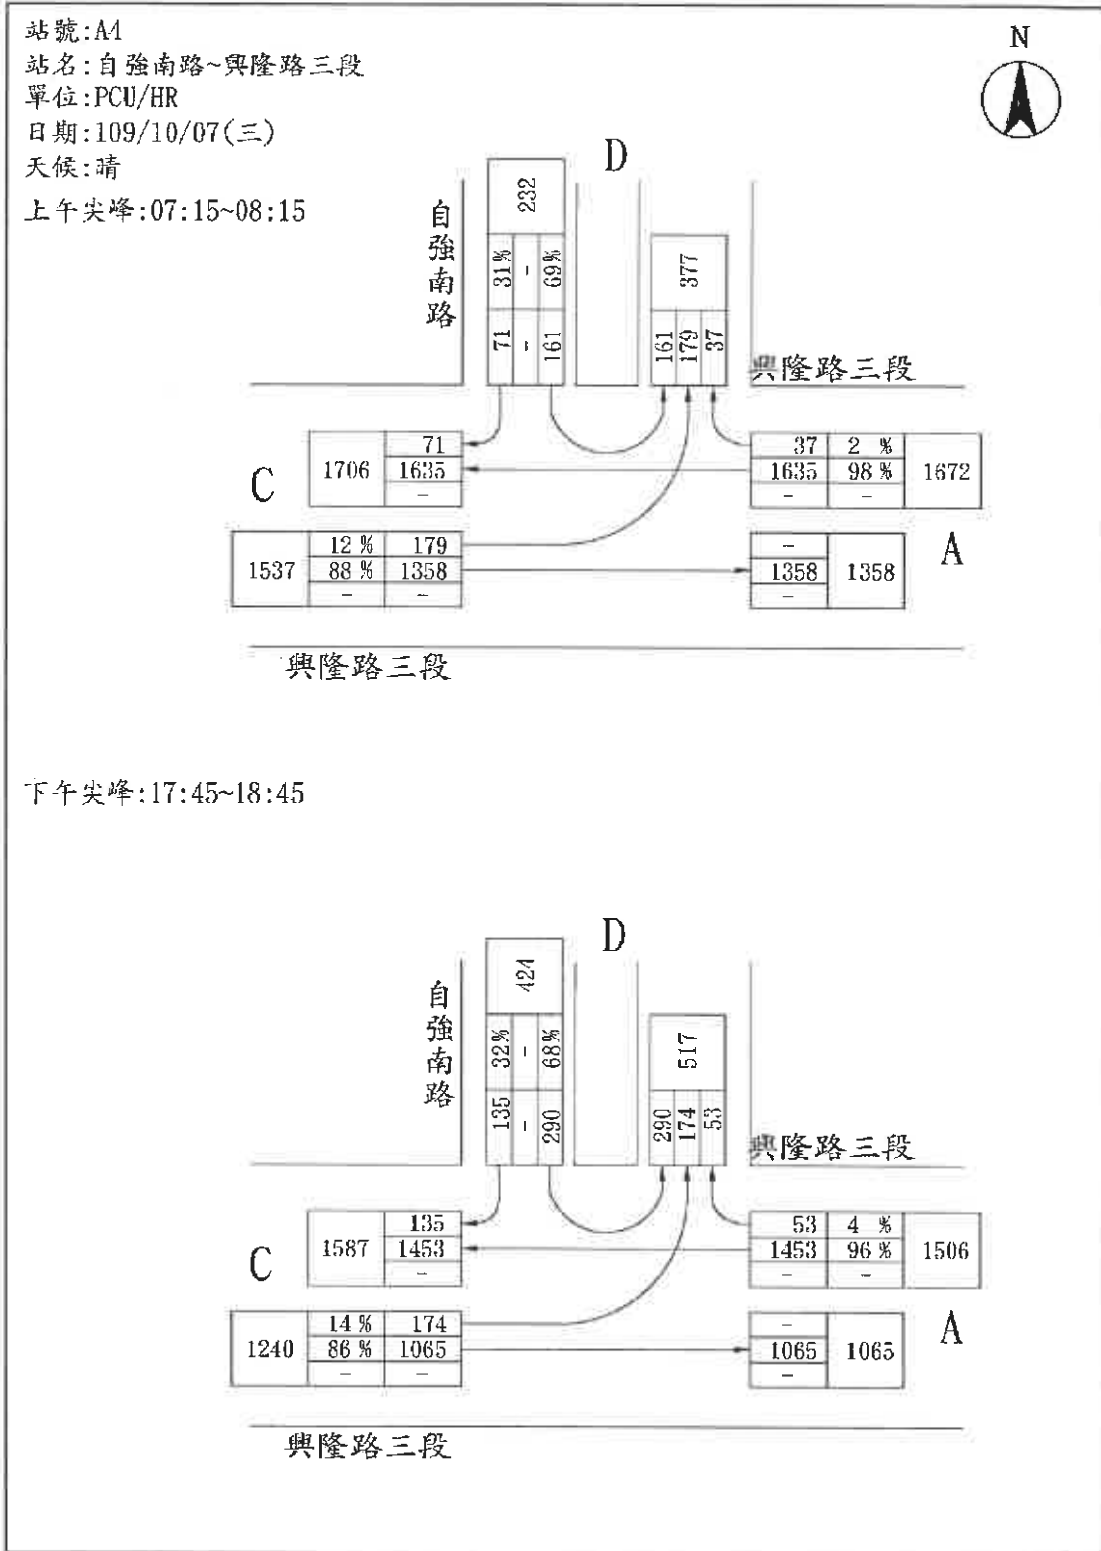 站號:A4
站名:自強南路~興隆路三段
單位:PCU/HR
日期:109/10/07(三)
天候:晴
上午尖峰:07:15~08:15
N
D
自強南路
232
31% - 69%
71 - 161
377
161 179 37
興隆路三段
C
1706
71
1635
-
37 2 %
1635 98 % 1672
- -
1537
12 % 179
88 % 1358
- -
-
1358 1358
-
A
興隆路三段
下午尖峰:17:45~18:45
D
自強南路
424
32% - 68%
135 - 290
517
290 174 53
興隆路三段
C
1587
135
1453
-
53 4 %
1453 96 % 1506
- -
1240
14 % 174
86 % 1065
- -
-
1065 1065
-
A
興隆路三段